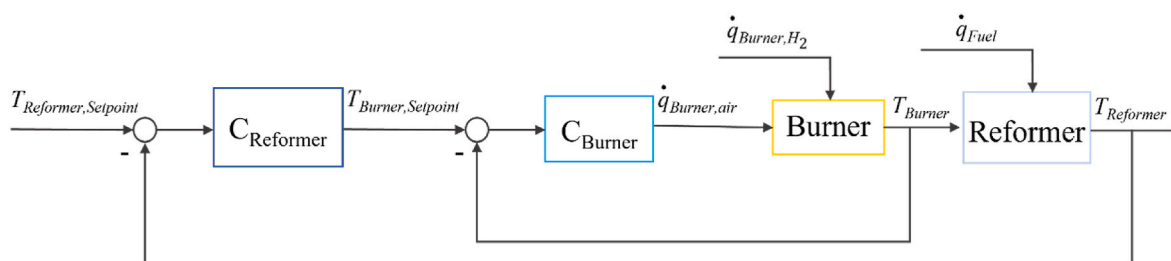 q̇_Burner,H₂
q̇_Fuel
T_Reformer,Setpoint
T_Burner,Setpoint
q̇_Burner,air
T_Burner
T_Reformer
C_Reformer
C_Burner
Burner
Reformer
-
-